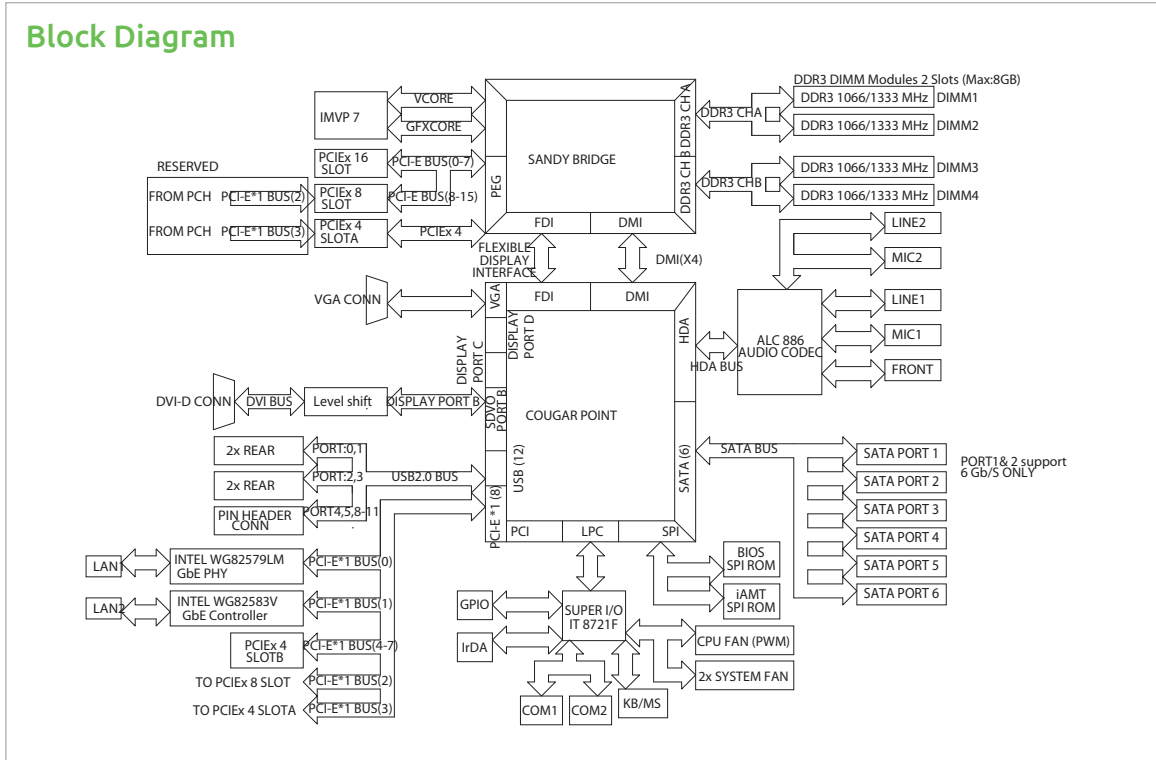 Block Diagram
DDR3 DIMM Modules 2 Slots (Max:8GB)
IMVP 7
VCORE
GFXCORE
SANDY BRIDGE
PEG
FDI
DMI
DDR3 CH A
DDR3 CH B
DDR3 CHA
DDR3 1066/1333 MHz
DIMM1
DDR3 1066/1333 MHz
DIMM2
DDR3 CHB
DDR3 1066/1333 MHz
DIMM3
DDR3 1066/1333 MHz
DIMM4
RESERVED
PCIEx 16
SLOT
PCI-E BUS(0-7)
FROM PCH
PCI-E*1 BUS(2)
PCIEx 8
SLOT
PCI-E BUS(8-15)
FROM PCH
PCI-E*1 BUS(3)
PCIEx 4
SLOTA
PCIEx 4
FLEXIBLE
DISPLAY
INTERFACE
DMI(X4)
LINE2
MIC2
LINE1
MIC1
FRONT
ALC 886
AUDIO CODEC
HDA BUS
VGA CONN
VGA
FDI
DMI
HDA
DISPLAY
PORT D
DISPLAY
PORT C
SDVO
PORT B
COUGAR POINT
DVI-D CONN
DVI BUS
Level shift
DISPLAY PORT B
USB (12)
PCI-E *1 (8)
PCI
LPC
SPI
SATA (6)
SATA BUS
SATA PORT 1
SATA PORT 2
SATA PORT 3
SATA PORT 4
SATA PORT 5
SATA PORT 6
PORT1& 2 support
6 Gb/S ONLY
2x REAR
PORT:0,1
2x REAR
PORT:2,3
USB2.0 BUS
PIN HEADER
CONN
PORT4,5,8-11
LAN1
INTEL WG82579LM
GbE PHY
PCI-E*1 BUS(0)
LAN2
INTEL WG82583V
GbE Controller
PCI-E*1 BUS(1)
PCIEx 4
SLOTB
PCI-E*1 BUS(4-7)
TO PCIEx 8 SLOT
PCI-E*1 BUS(2)
TO PCIEx 4 SLOTA
PCI-E*1 BUS(3)
BIOS
SPI ROM
iAMT
SPI ROM
GPIO
IrDA
SUPER I/O
IT 8721F
CPU FAN (PWM)
2x SYSTEM FAN
COM1
COM2
KB/MS